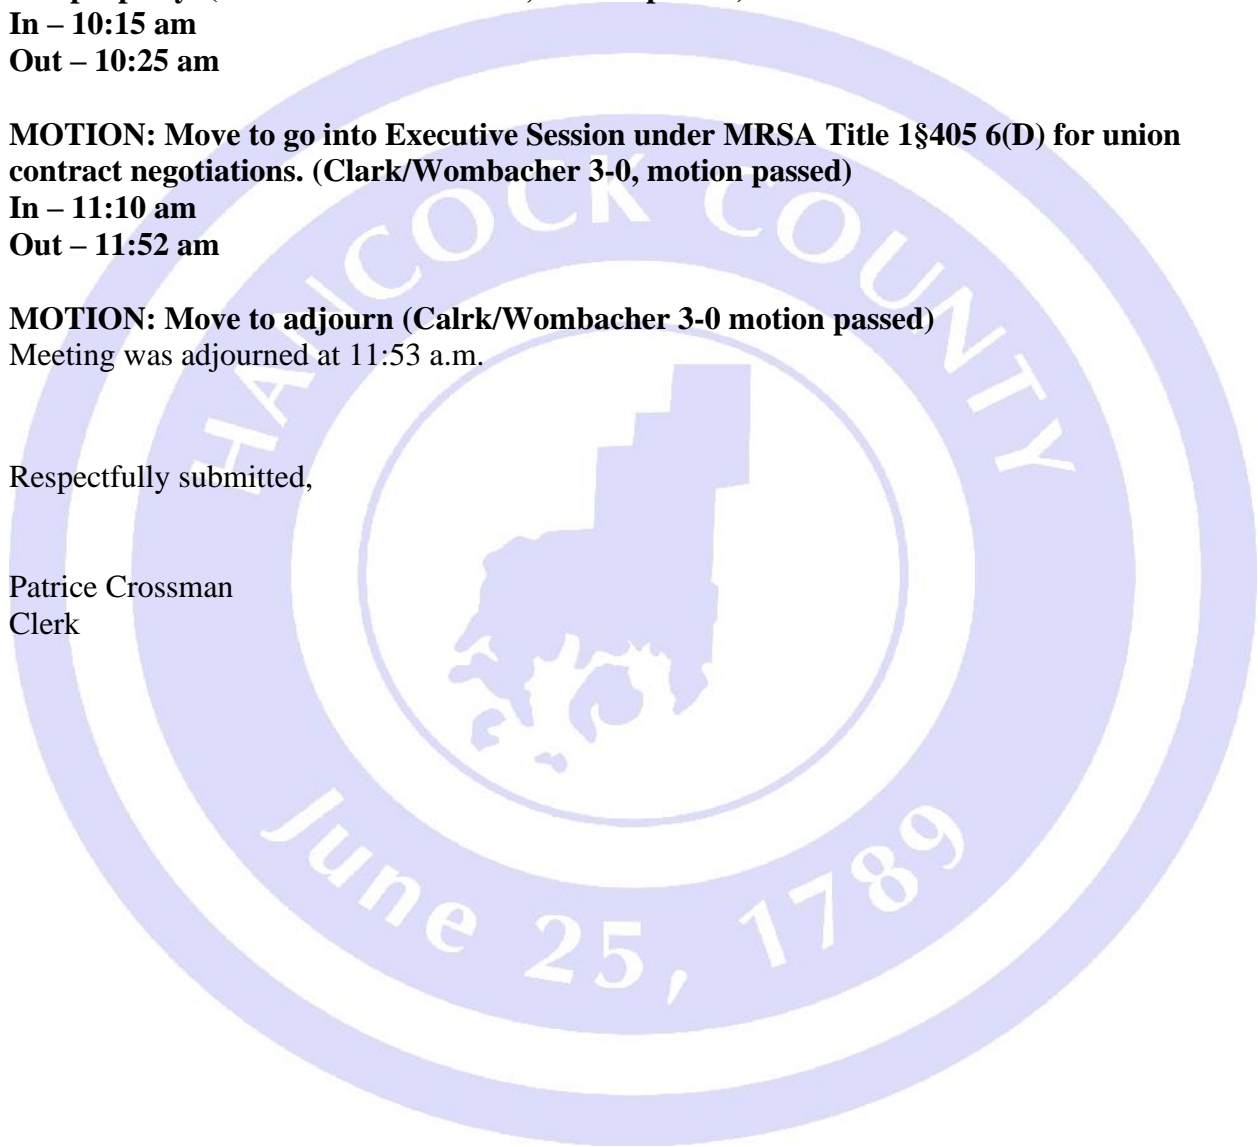 In – 10:15 am
Out – 10:25 am
MOTION: Move to go into Executive Session under MRSA Title 1§405 6(D) for union
contract negotiations. (Clark/Wombacher 3-0, motion passed)
In – 11:10 am
Out – 11:52 am
MOTION: Move to adjourn (Calrk/Wombacher 3-0 motion passed)
Meeting was adjourned at 11:53 a.m.
Respectfully submitted,
Patrice Crossman
Clerk
HANCOCK COUNTY
June 25, 1789